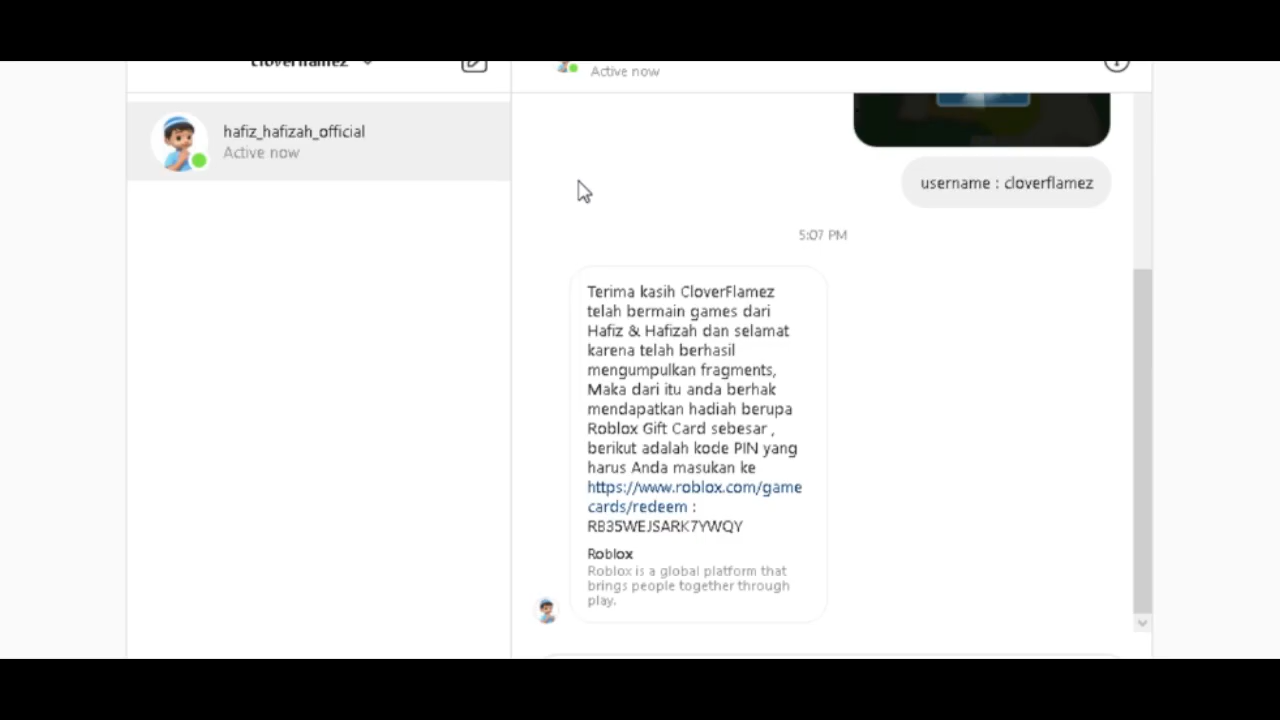 cloverflamez
Active now
hafiz_hafizah_official
Active now
username : cloverflamez
5:07 PM
Terima kasih CloverFlamez
telah bermain games dari
Hafiz & Hafizah dan selamat
karena telah berhasil
mengumpulkan fragments,
Maka dari itu anda berhak
mendapatkan hadiah berupa
Roblox Gift Card sebesar ,
berikut adalah kode PIN yang
harus Anda masukan ke
https://www.roblox.com/game
cards/redeem :
RB35WEJSARK7YWQY
Roblox
Roblox is a global platform that
brings people together through
play.